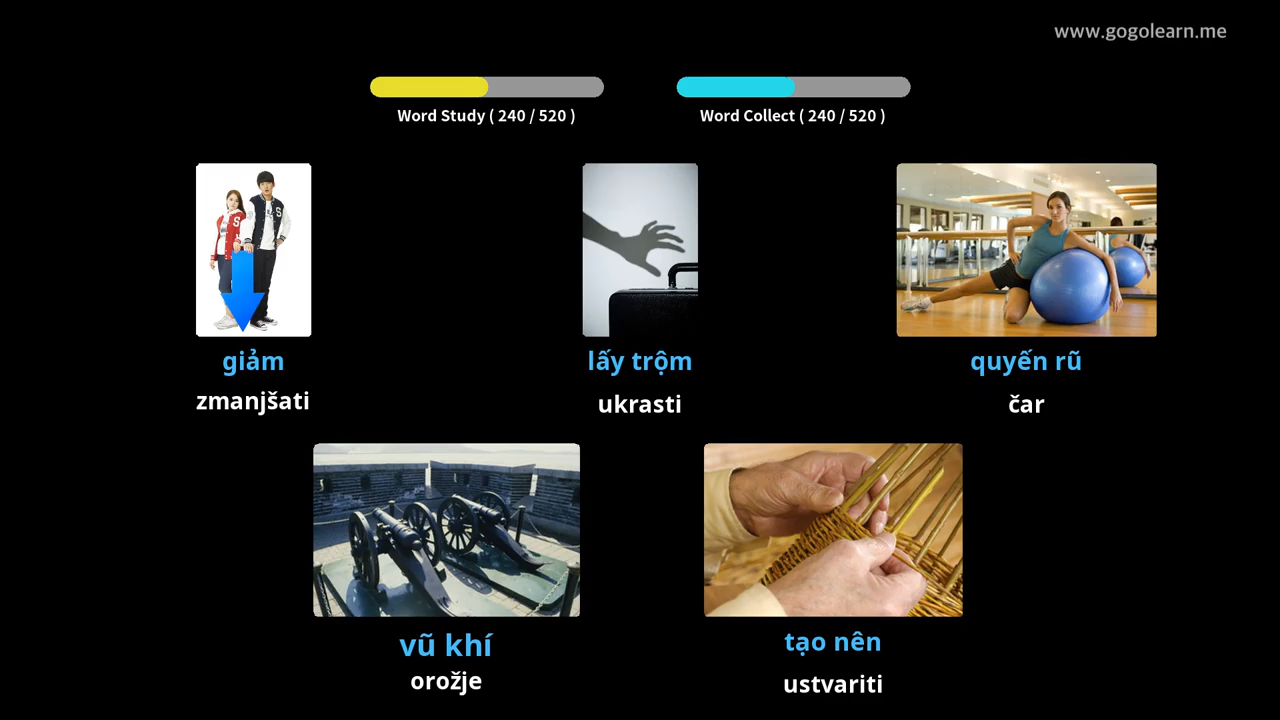 www.gogolearn.me
Word Study ( 240 / 520 )
Word Collect ( 240 / 520 )
giảm
zmanjšati
lấy trộm
ukrasti
quyến rũ
čar
vũ khí
orožje
tạo nên
ustvariti